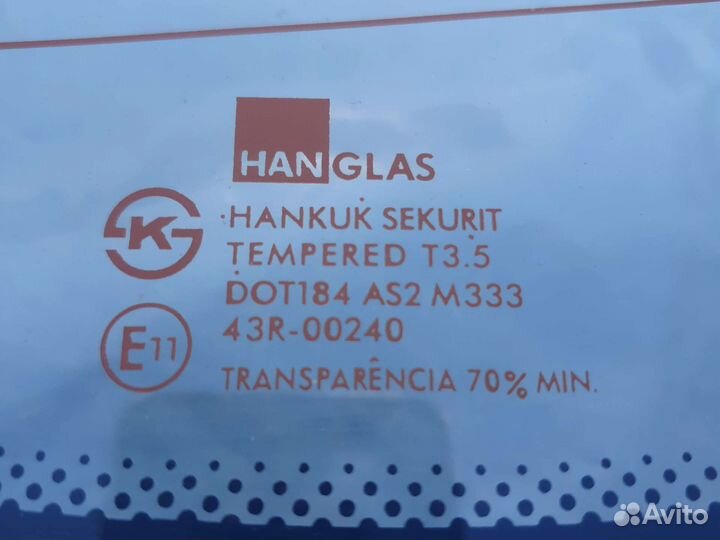 HANGLAS
K HANKUK SEKURIT
TEMPERED T3.5
DOT184 AS2 M333
E11 43R-00240
TRANSPARÊNCIA 70% MIN.
Avito